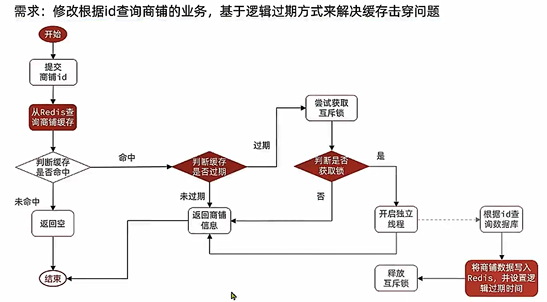 需求：修改根据id查询商铺的业务，基于逻辑过期方式来解决缓存击穿问题
开始
提交
商铺id
从Redis查
询商铺缓存
判断缓存
是否命中
命中
未命中
返回空
结束
判断缓存
是否过期
过期
未过期
返回商铺
信息
尝试获取
互斥锁
判断是否
获取锁
是
否
开启独立
线程
根据id查
询数据库
将商铺数据写入
Redis，并设置逻
辑过期时间
释放
互斥锁